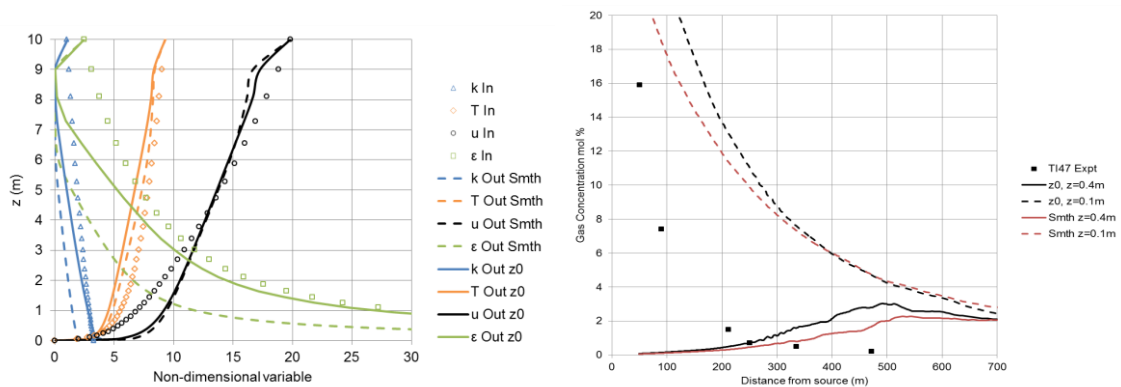 10
9
8
7
6
5
4
3
2
1
0
z (m)
0
5
10
15
20
25
30
Non-dimensional variable
k In
T In
u In
ε In
k Out Smth
T Out Smth
u Out Smth
ε Out Smth
k Out z0
T Out z0
u Out z0
ε Out z0
20
18
16
14
12
10
8
6
4
2
0
Gas Concentration mol %
0
100
200
300
400
500
600
700
Distance from source (m)
TI47 Expt
z0, z=0.4m
z0, z=0.1m
Smth z=0.4m
Smth z=0.1m